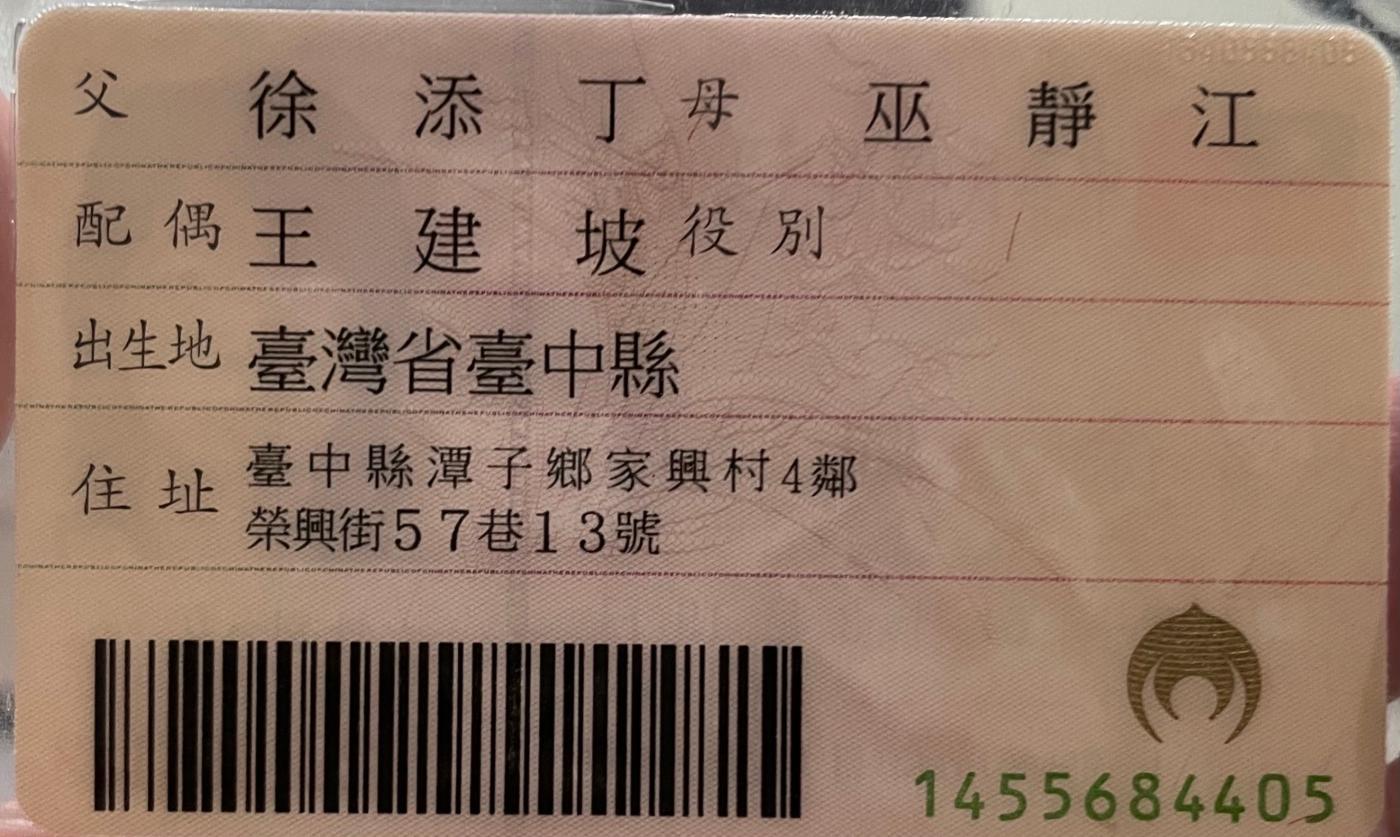 父 徐添丁 母 巫靜江
配偶 王建坡 役別
出生地 臺灣省臺中縣
住址 臺中縣潭子鄉家興村4鄰
榮興街57巷13號
1455684405